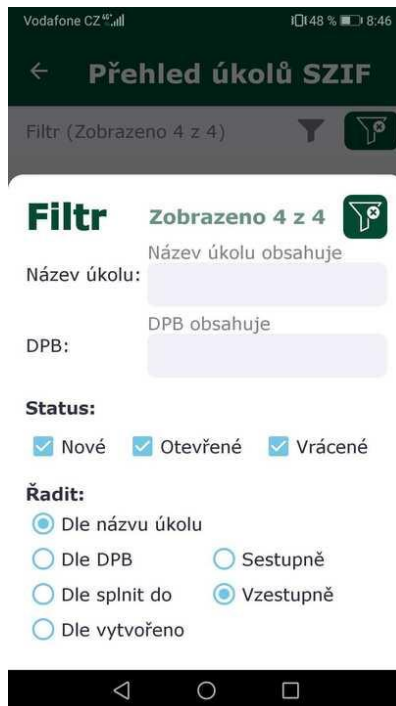 Vodafone CZ 48 % 8:46
Přehled úkolů SZIF
Filtr (Zobrazeno 4 z 4)
Filtr Zobrazeno 4 z 4
Název úkolu obsahuje
Název úkolu:
DPB obsahuje
DPB:
Status:
Nové Otevřené Vrácené
Řadit:
Dle názvu úkolu
Dle DPB Sestupně
Dle splnit do Vzestupně
Dle vytvořeno